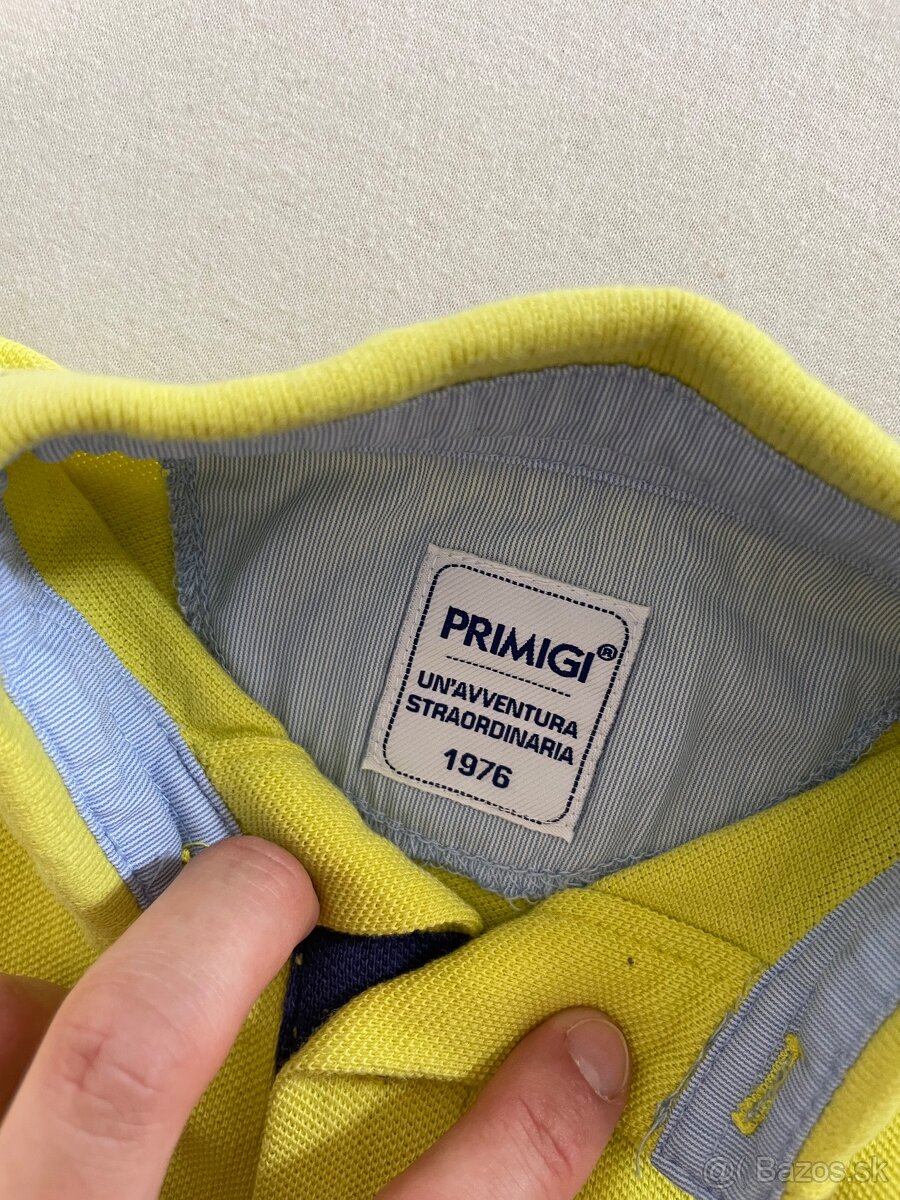 PRIMIGI®
UN'AVVENTURA
STRAORDINARIA
1976
@ Bazos.sk